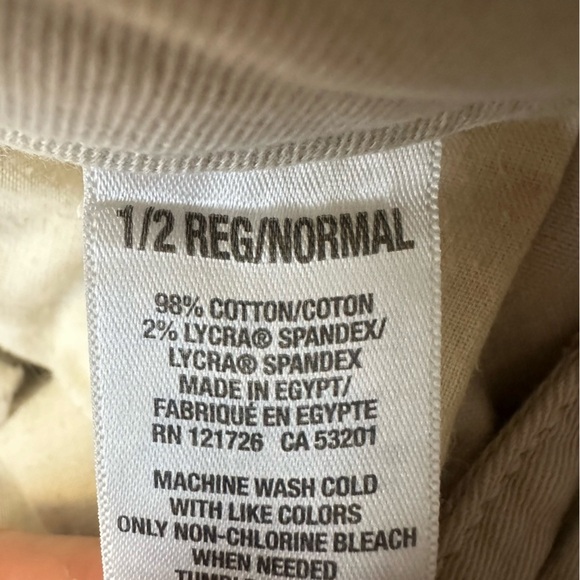 1/2 REG/NORMAL
98% COTTON/COTON
2% LYCRA® SPANDEX/
LYCRA® SPANDEX
MADE IN EGYPT/
FABRIQUÉ EN EGYPTE
RN 121726 CA 53201
MACHINE WASH COLD
WITH LIKE COLORS
ONLY NON-CHLORINE BLEACH
WHEN NEEDED